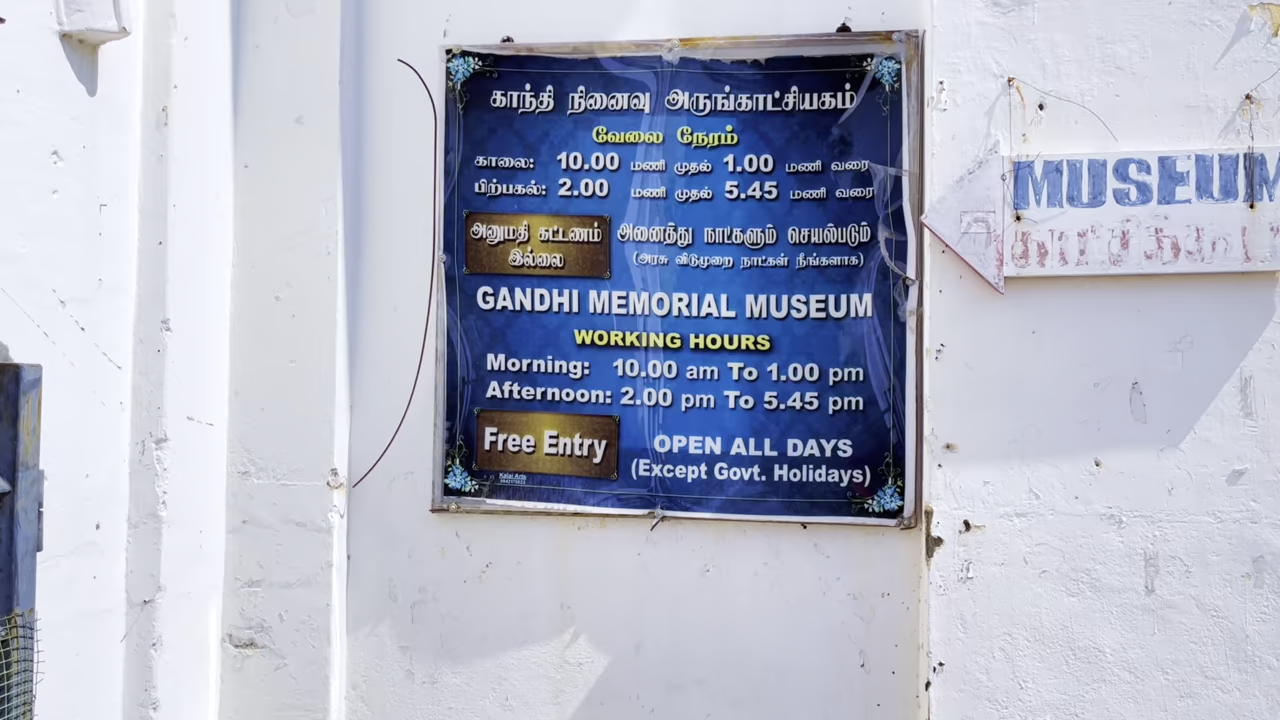 காந்தி நினைவு அருங்காட்சியகம்
வேலை நேரம்
காலை: 10.00 மணி முதல் 1.00 மணி வரை
பிற்பகல்: 2.00 மணி முதல் 5.45 மணி வரை
அனுமதி கட்டணம்
இல்லை
அனைத்து நாட்களும் செயல்படும்
(அரசு விடுமுறை நாட்கள் நீங்களாக)
GANDHI MEMORIAL MUSEUM
WORKING HOURS
Morning: 10.00 am To 1.00 pm
Afternoon: 2.00 pm To 5.45 pm
Free Entry
OPEN ALL DAYS
(Except Govt. Holidays)
Kalai Arts
MUSEUM